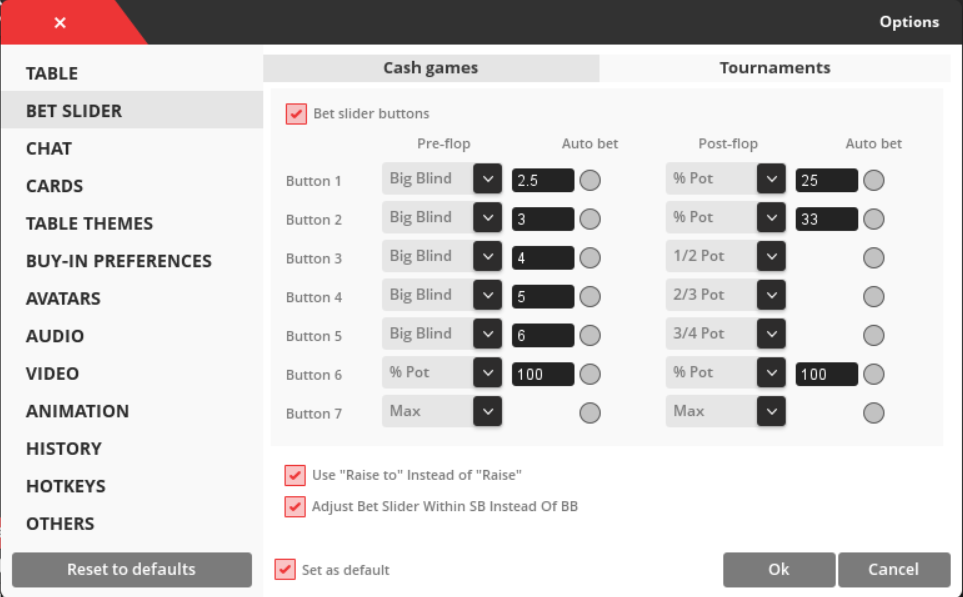 × Options
TABLE
BET SLIDER
CHAT
CARDS
TABLE THEMES
BUY-IN PREFERENCES
AVATARS
AUDIO
VIDEO
ANIMATION
HISTORY
HOTKEYS
OTHERS
Reset to defaults
Cash games Tournaments
Bet slider buttons
Pre-flop Auto bet Post-flop Auto bet
Button 1 Big Blind 2.5 % Pot 25
Button 2 Big Blind 3 % Pot 33
Button 3 Big Blind 4 1/2 Pot
Button 4 Big Blind 5 2/3 Pot
Button 5 Big Blind 6 3/4 Pot
Button 6 % Pot 100 % Pot 100
Button 7 Max Max
Use "Raise to" Instead of "Raise"
Adjust Bet Slider Within SB Instead Of BB
Set as default Ok Cancel